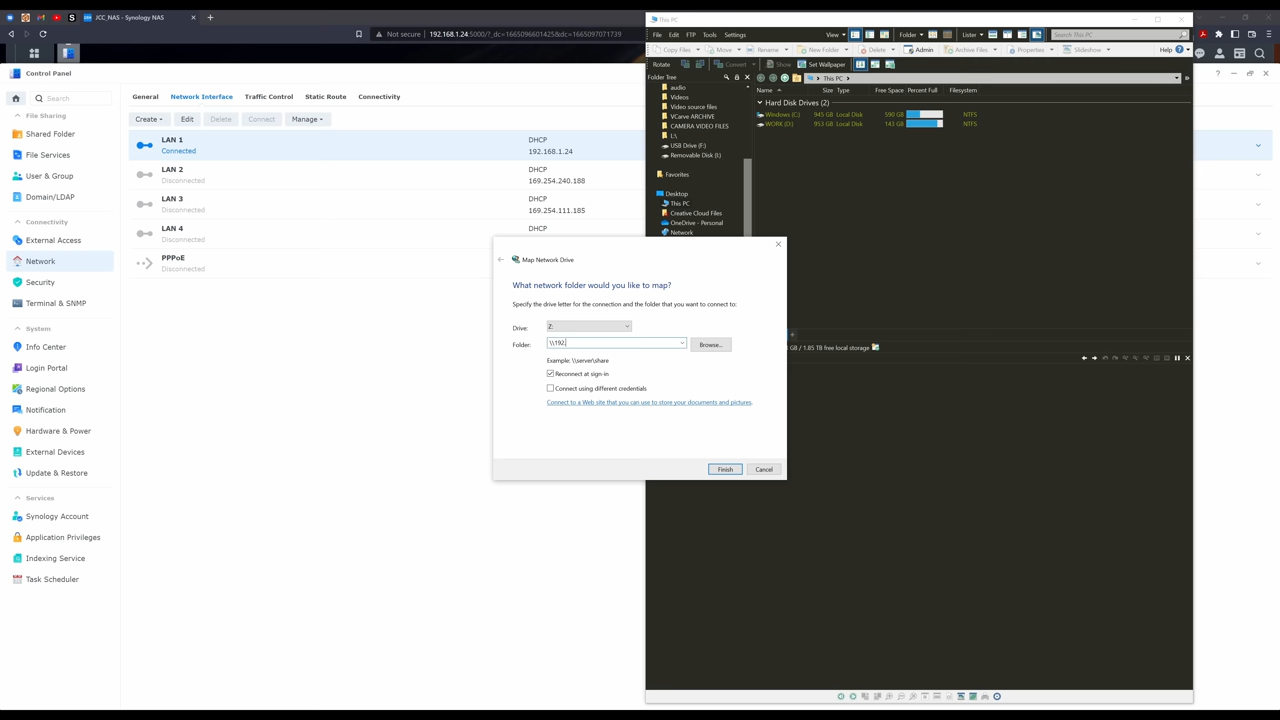 JCC_NAS - Synology NAS
Not secure 192.168.1.24:5000/?_dc=1665096601425&dc=1665097071739
Control Panel
Search
File Sharing
Shared Folder
File Services
User & Group
Domain/LDAP
Connectivity
External Access
Network
Security
Terminal & SNMP
System
Info Center
Login Portal
Regional Options
Notification
Hardware & Power
External Devices
Update & Restore
Services
Synology Account
Application Privileges
Indexing Service
Task Scheduler
General Network Interface Traffic Control Static Route Connectivity
Create Edit Delete Connect Manage
LAN 1 DHCP
Connected 192.168.1.24
LAN 2 DHCP
Disconnected 169.254.240.188
LAN 3 DHCP
Disconnected 169.254.111.185
LAN 4 DHCP
Disconnected
PPPoE
Disconnected
This PC
File Edit FTP Tools Settings View Folder Lister Search This PC
Copy Files Move Rename New Folder Delete Admin Archive Files Properties Slideshow Help
Rotate Convert Show Set Wallpaper
Folder Tree This PC
audio
Videos
Video source files
VCarve ARCHIVE
CAMERA VIDEO FILES
L:\
USB Drive (F:)
Removable Disk (I:)
Favorites
Desktop
This PC
Creative Cloud Files
OneDrive - Personal
Network
Name Size Type Free Space Percent Full Filesystem
Hard Disk Drives (2)
Windows (C:) 945 GB Local Disk 590 GB NTFS
WORK (D:) 953 GB Local Disk 143 GB NTFS
GB / 1.85 TB free local storage
Map Network Drive
What network folder would you like to map?
Specify the drive letter for the connection and the folder that you want to connect to:
Drive: Z:
Folder: \\192. Browse...
Example: \\server\share
Reconnect at sign-in
Connect using different credentials
Connect to a Web site that you can use to store your documents and pictures.
Finish Cancel